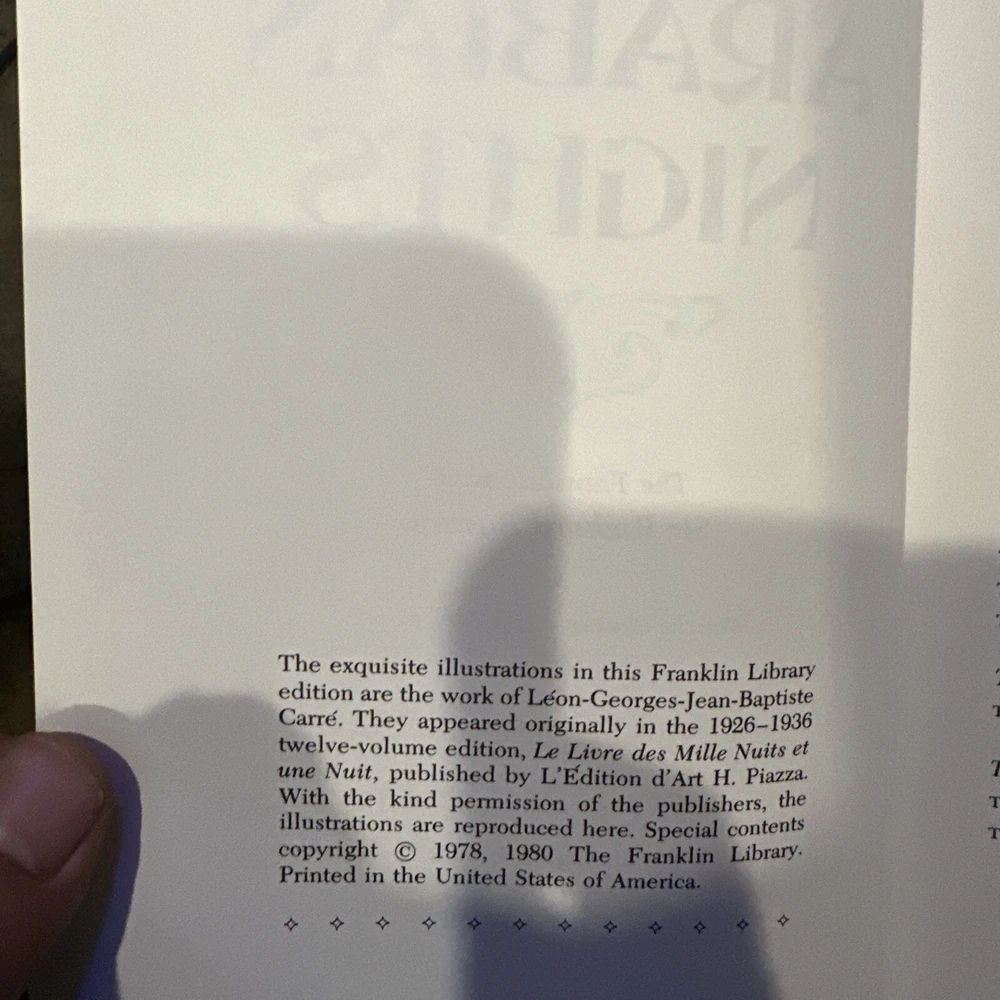 ARABIAN
NIGHTS
The exquisite illustrations in this Franklin Library
edition are the work of Léon-Georges-Jean-Baptiste
Carré. They appeared originally in the 1926–1936
twelve-volume edition, Le Livre des Mille Nuits et
une Nuit, published by L'Édition d'Art H. Piazza.
With the kind permission of the publishers, the
illustrations are reproduced here. Special contents
copyright © 1978, 1980 The Franklin Library.
Printed in the United States of America.